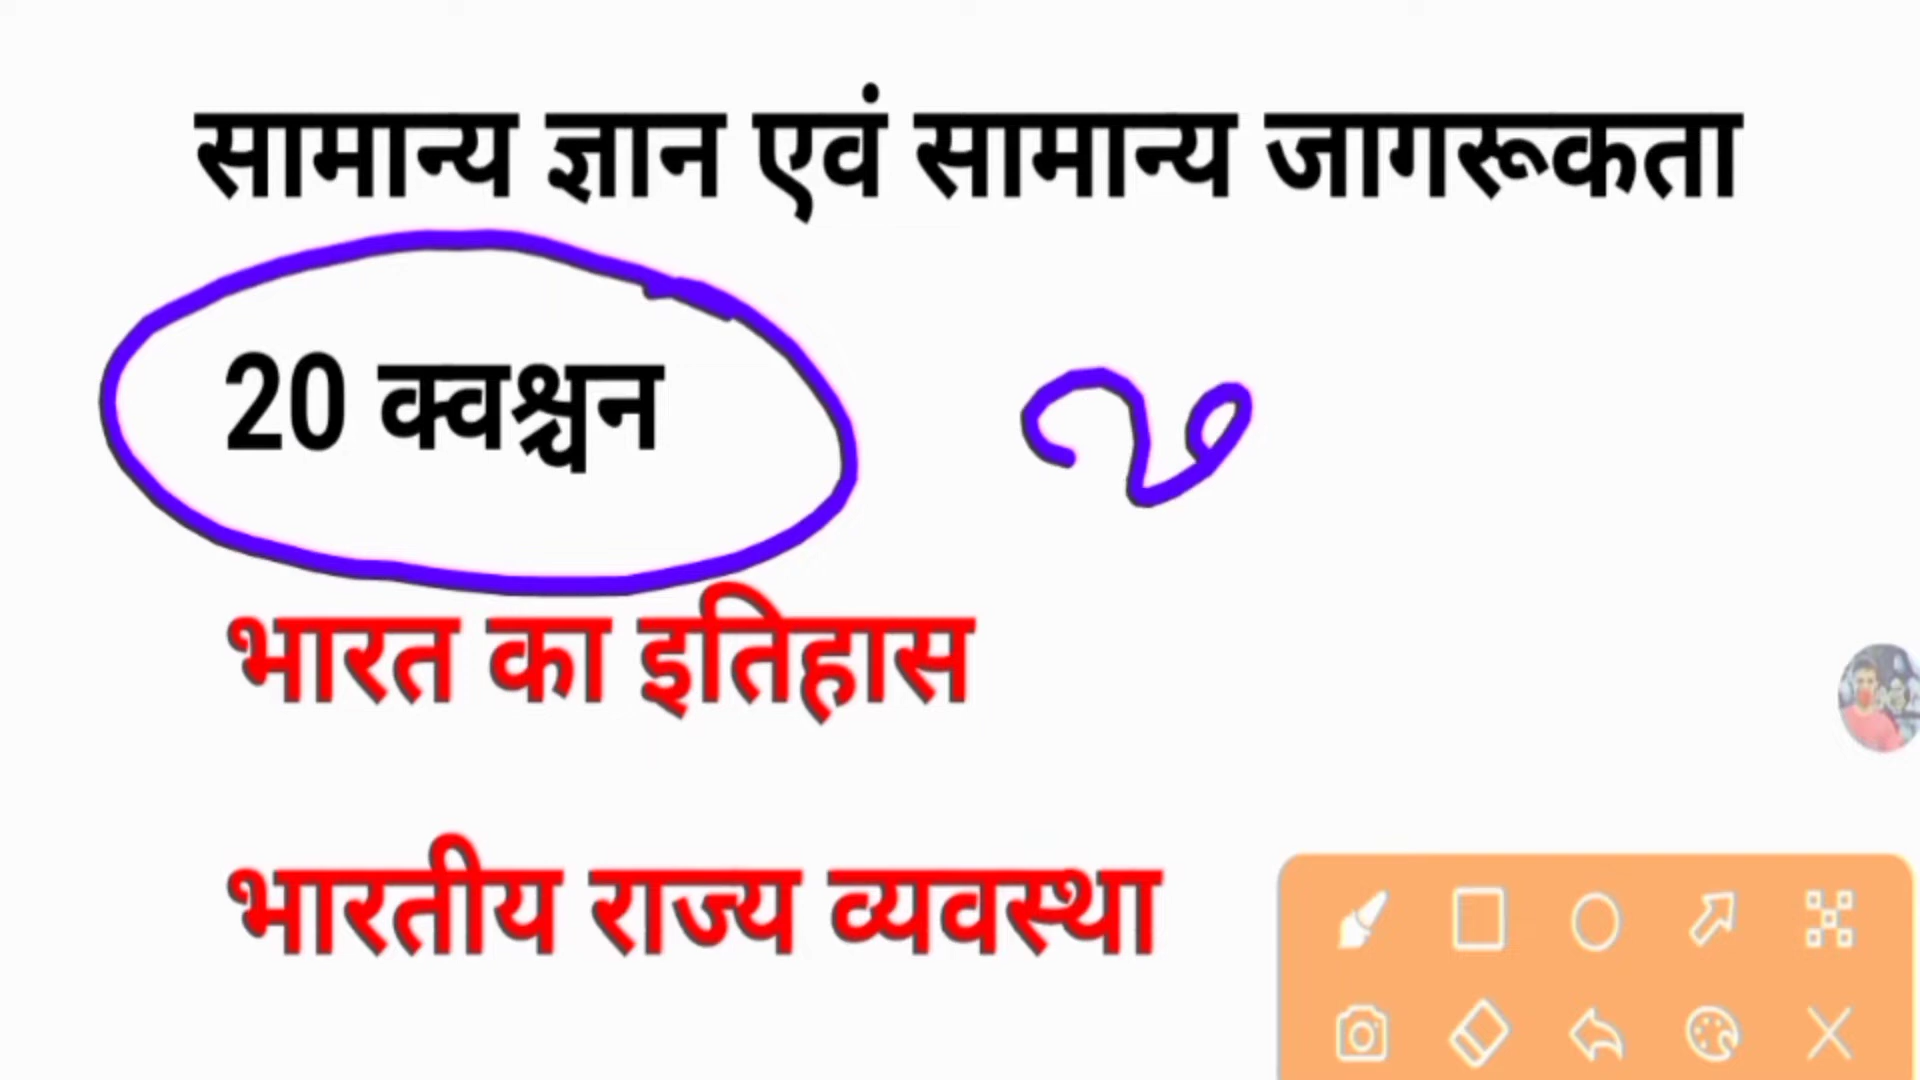 सामान्य ज्ञान एवं सामान्य जागरूकता
20 क्वश्चन
भारत का इतिहास
भारतीय राज्य व्यवस्था